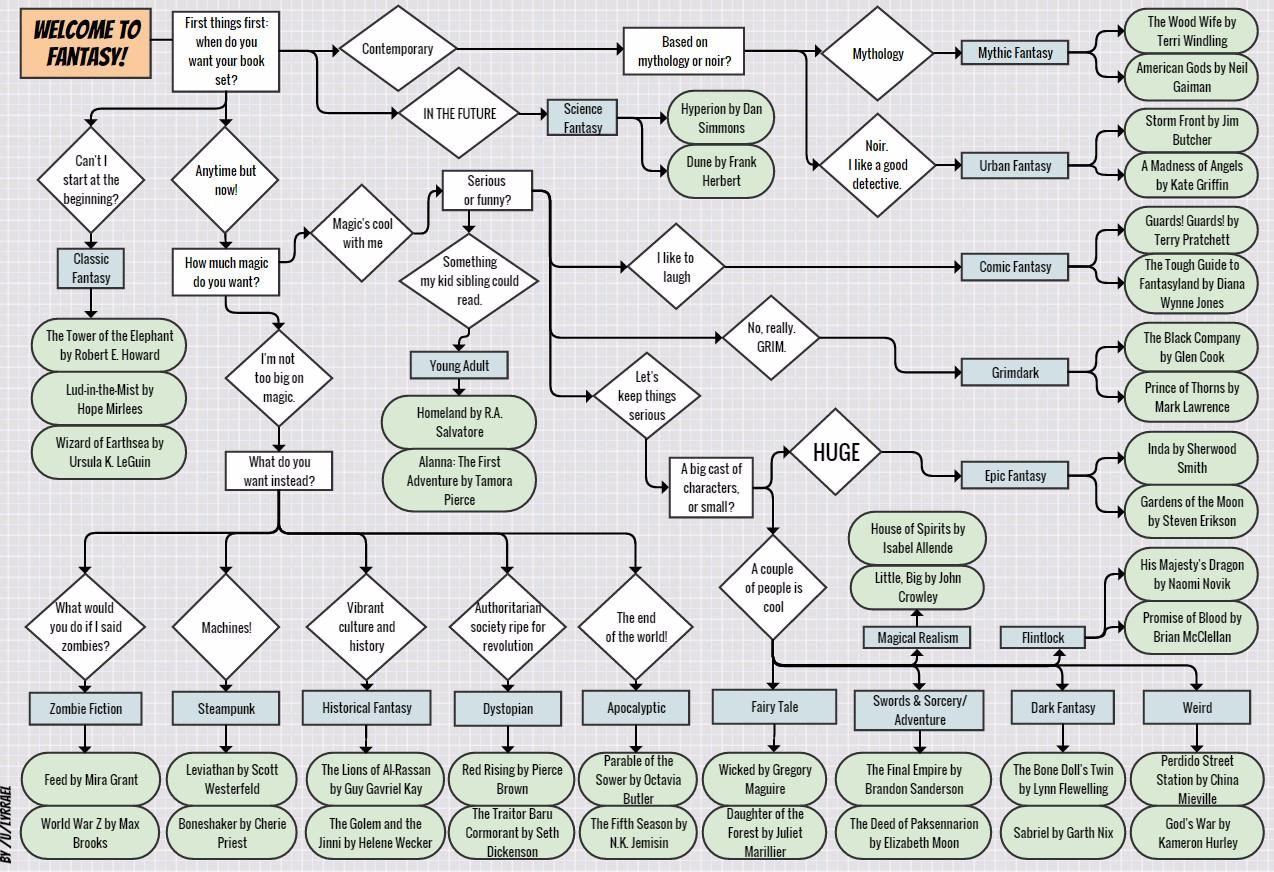 WELCOME TO
FANTASY!
First things first:
when do you
want your book
set?
Contemporary
Based on
mythology or noir?
Mythology
Mythic Fantasy
The Wood Wife by
Terri Windling
American Gods by Neil
Gaiman
IN THE FUTURE
Science
Fantasy
Hyperion by Dan
Simmons
Dune by Frank
Herbert
Noir.
I like a good
detective.
Urban Fantasy
Storm Front by Jim
Butcher
A Madness of Angels
by Kate Griffin
Can't I
start at the
beginning?
Anytime but
now!
Classic
Fantasy
The Tower of the Elephant
by Robert E. Howard
Lud-in-the-Mist by
Hope Mirlees
Wizard of Earthsea by
Ursula K. LeGuin
How much magic
do you want?
Magic's cool
with me
Serious
or funny?
Something
my kid sibling could
read.
Young Adult
Homeland by R.A.
Salvatore
Alanna: The First
Adventure by Tamora
Pierce
I like to
laugh
Comic Fantasy
Guards! Guards! by
Terry Pratchett
The Tough Guide to
Fantasyland by Diana
Wynne Jones
No, really.
GRIM.
Grimdark
The Black Company
by Glen Cook
Prince of Thorns by
Mark Lawrence
Let's
keep things
serious
A big cast of
characters,
or small?
HUGE
Epic Fantasy
Inda by Sherwood
Smith
Gardens of the Moon
by Steven Erikson
A couple
of people is
cool
House of Spirits by
Isabel Allende
Little, Big by John
Crowley
Magical Realism
Flintlock
His Majesty's Dragon
by Naomi Novik
Promise of Blood by
Brian McClellan
I'm not
too big on
magic.
What do you
want instead?
What would
you do if I said
zombies?
Machines!
Vibrant
culture and
history
Authoritarian
society ripe for
revolution
The end
of the world!
Zombie Fiction
Steampunk
Historical Fantasy
Dystopian
Apocalyptic
Fairy Tale
Swords & Sorcery/
Adventure
Dark Fantasy
Weird
Feed by Mira Grant
World War Z by Max
Brooks
Leviathan by Scott
Westerfeld
Boneshaker by Cherie
Priest
The Lions of Al-Rassan
by Guy Gavriel Kay
The Golem and the
Jinni by Helene Wecker
Red Rising by Pierce
Brown
The Traitor Baru
Cormorant by Seth
Dickenson
Parable of the
Sower by Octavia
Butler
The Fifth Season by
N.K. Jemisin
Wicked by Gregory
Maguire
Daughter of the
Forest by Juliet
Marillier
The Final Empire by
Brandon Sanderson
The Deed of Paksennarion
by Elizabeth Moon
The Bone Doll's Twin
by Lynn Flewelling
Sabriel by Garth Nix
Perdido Street
Station by China
Mieville
God's War by
Kameron Hurley
BY /U/LYRRAEL